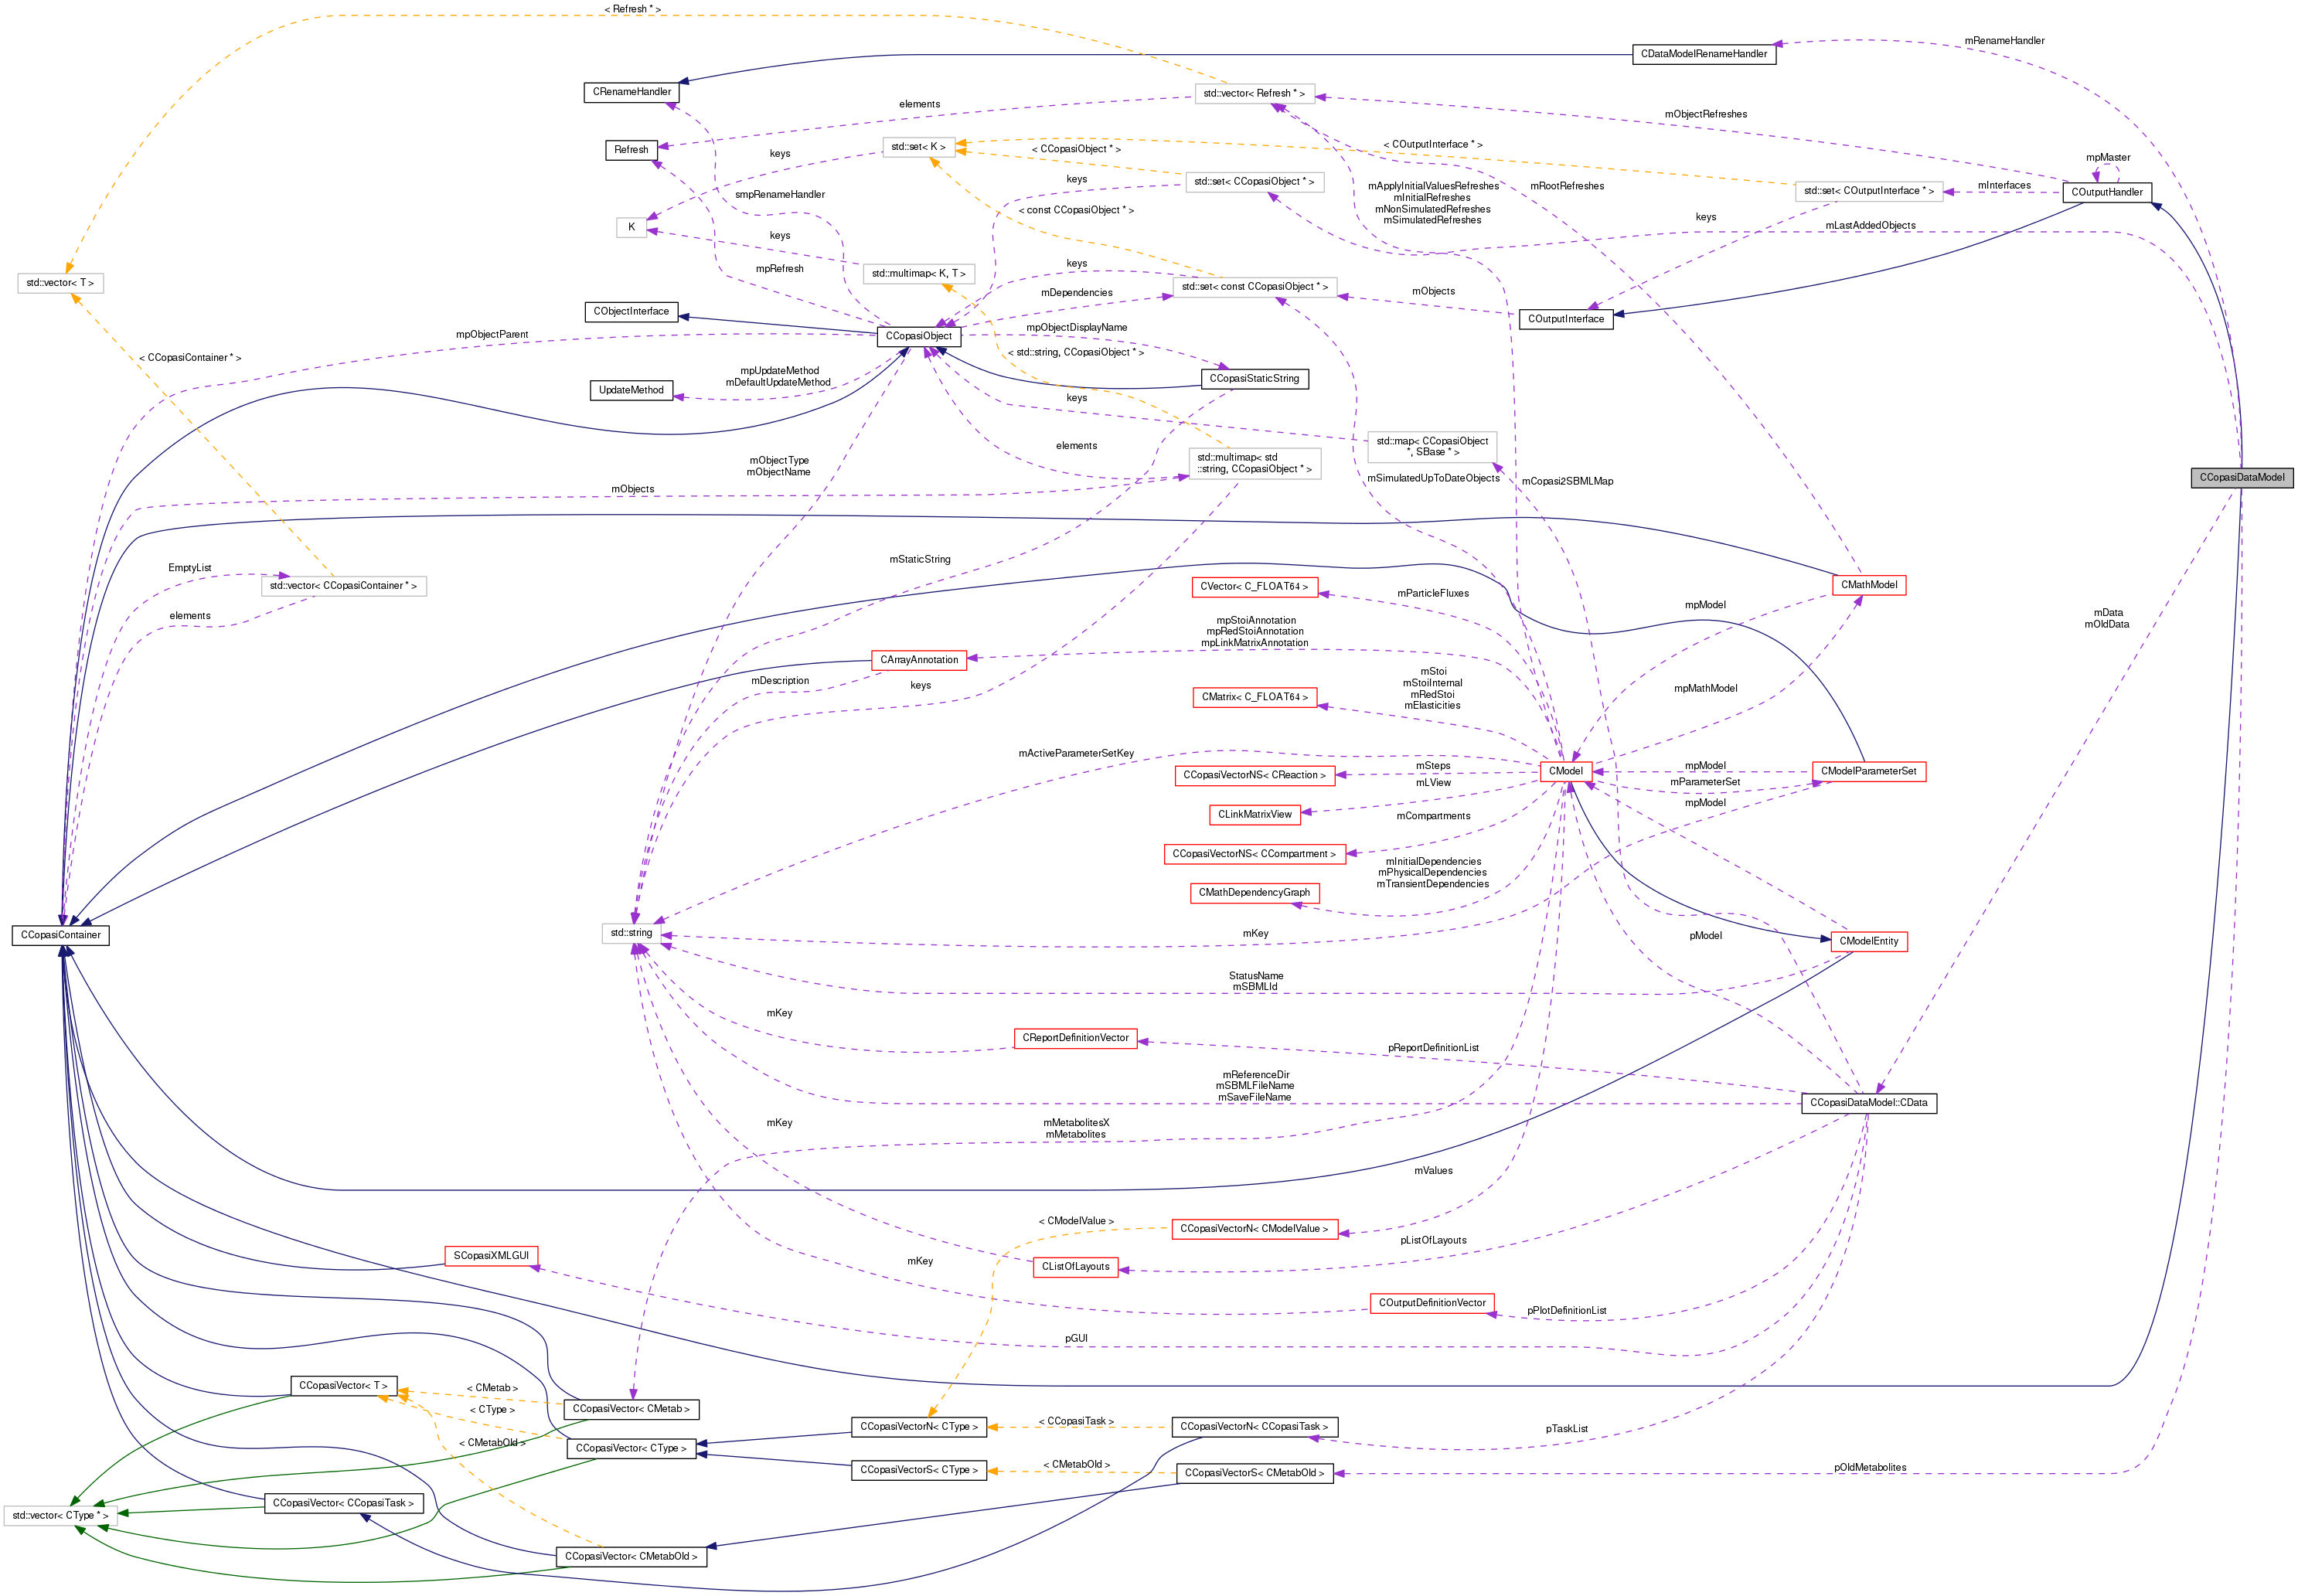 < Refresh * >
mRenameHandler
CDataModelRenameHandler
CRenameHandler
std::vector< Refresh * >
elements
mObjectRefreshes
Refresh
std::set< K >
< COutputInterface * >
< CCopasiObject * >
keys
mpMaster
keys
std::set< CCopasiObject * >
mApplyInitialValuesRefreshes
mInitialRefreshes
mNonSimulatedRefreshes
mSimulatedRefreshes
mRootRefreshes
std::set< COutputInterface * >
mInterfaces
COutputHandler
smpRenameHandler
K
< const CCopasiObject * >
keys
mLastAddedObjects
keys
mpRefresh
keys
std::multimap< K, T >
std::vector< T >
std::set< const CCopasiObject * >
mDependencies
mObjects
CObjectInterface
COutputInterface
mpObjectParent
CCopasiObject
mpObjectDisplayName
< CCopasiContainer * >
< std::string, CCopasiObject * >
mpUpdateMethod
mDefaultUpdateMethod
UpdateMethod
CCopasiStaticString
keys
elements
std::map< CCopasiObject
*, SBase * >
mObjectType
mObjectName
std::multimap< std
::string, CCopasiObject * >
mObjects
mSimulatedUpToDateObjects
mCopasi2SBMLMap
CCopasiDataModel
mStaticString
EmptyList
std::vector< CCopasiContainer * >
CVector< C_FLOAT64 >
mParticleFluxes
CMathModel
elements
mpStoiAnnotation
mpRedStoiAnnotation
mpLinkMatrixAnnotation
mpModel
mData
mOldData
CArrayAnnotation
mDescription
keys
mStoi
mStoiInternal
mRedStoi
mElasticities
CMatrix< C_FLOAT64 >
mpMathModel
mActiveParameterSetKey
CCopasiVectorNS< CReaction >
mSteps
CModel
mpModel
CModelParameterSet
mLView
mParameterSet
CLinkMatrixView
mCompartments
mpModel
CCopasiVectorNS< CCompartment >
mInitialDependencies
mPhysicalDependencies
mTransientDependencies
CMathDependencyGraph
CCopasiContainer
std::string
mKey
pModel
CModelEntity
StatusName
mSBMLId
mKey
CReportDefinitionVector
pReportDefinitionList
mReferenceDir
mSBMLFileName
mSaveFileName
CCopasiDataModel::CData
mKey
mMetabolitesX
mMetabolites
mValues
< CModelValue >
CCopasiVectorN< CModelValue >
SCopasiXMLGUI
mKey
CListOfLayouts
pListOfLayouts
COutputDefinitionVector
pPlotDefinitionList
pGUI
CCopasiVector< T >
< CMetab >
CCopasiVector< CMetab >
< CType >
CCopasiVectorN< CType >
< CCopasiTask >
CCopasiVectorN< CCopasiTask >
pTaskList
< CMetabOld >
CCopasiVector< CType >
CCopasiVectorS< CType >
< CMetabOld >
CCopasiVectorS< CMetabOld >
pOldMetabolites
CCopasiVector< CCopasiTask >
std::vector< CType * >
CCopasiVector< CMetabOld >